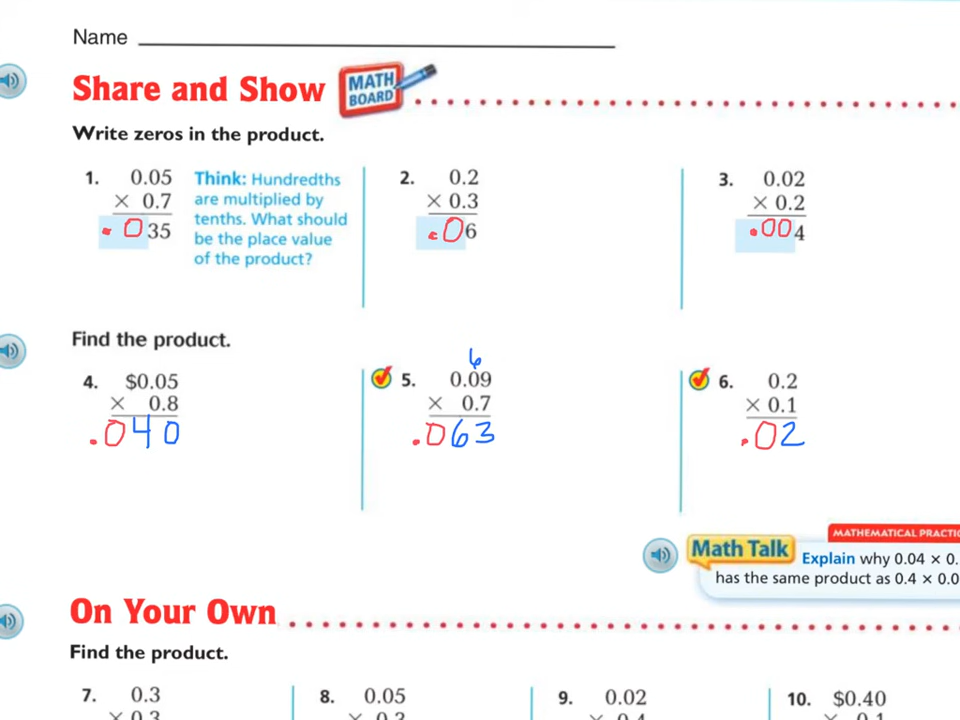 Name
Share and Show
MATH
BOARD
Write zeros in the product.
1. 0.05
× 0.7
.035
Think: Hundredths
are multiplied by
tenths. What should
be the place value
of the product?
2. 0.2
× 0.3
.06
3. 0.02
× 0.2
.004
Find the product.
4. $0.05
× 0.8
.040
6
5. 0.09
× 0.7
.063
6. 0.2
× 0.1
.02
MATHEMATICAL
Math Talk
Explain why 0.04 × 0.
has the same product as 0.4 × 0.0
On Your Own
Find the product.
7. 0.3
× 0.3
8. 0.05
×
9. 0.02
×
10. $0.40
×